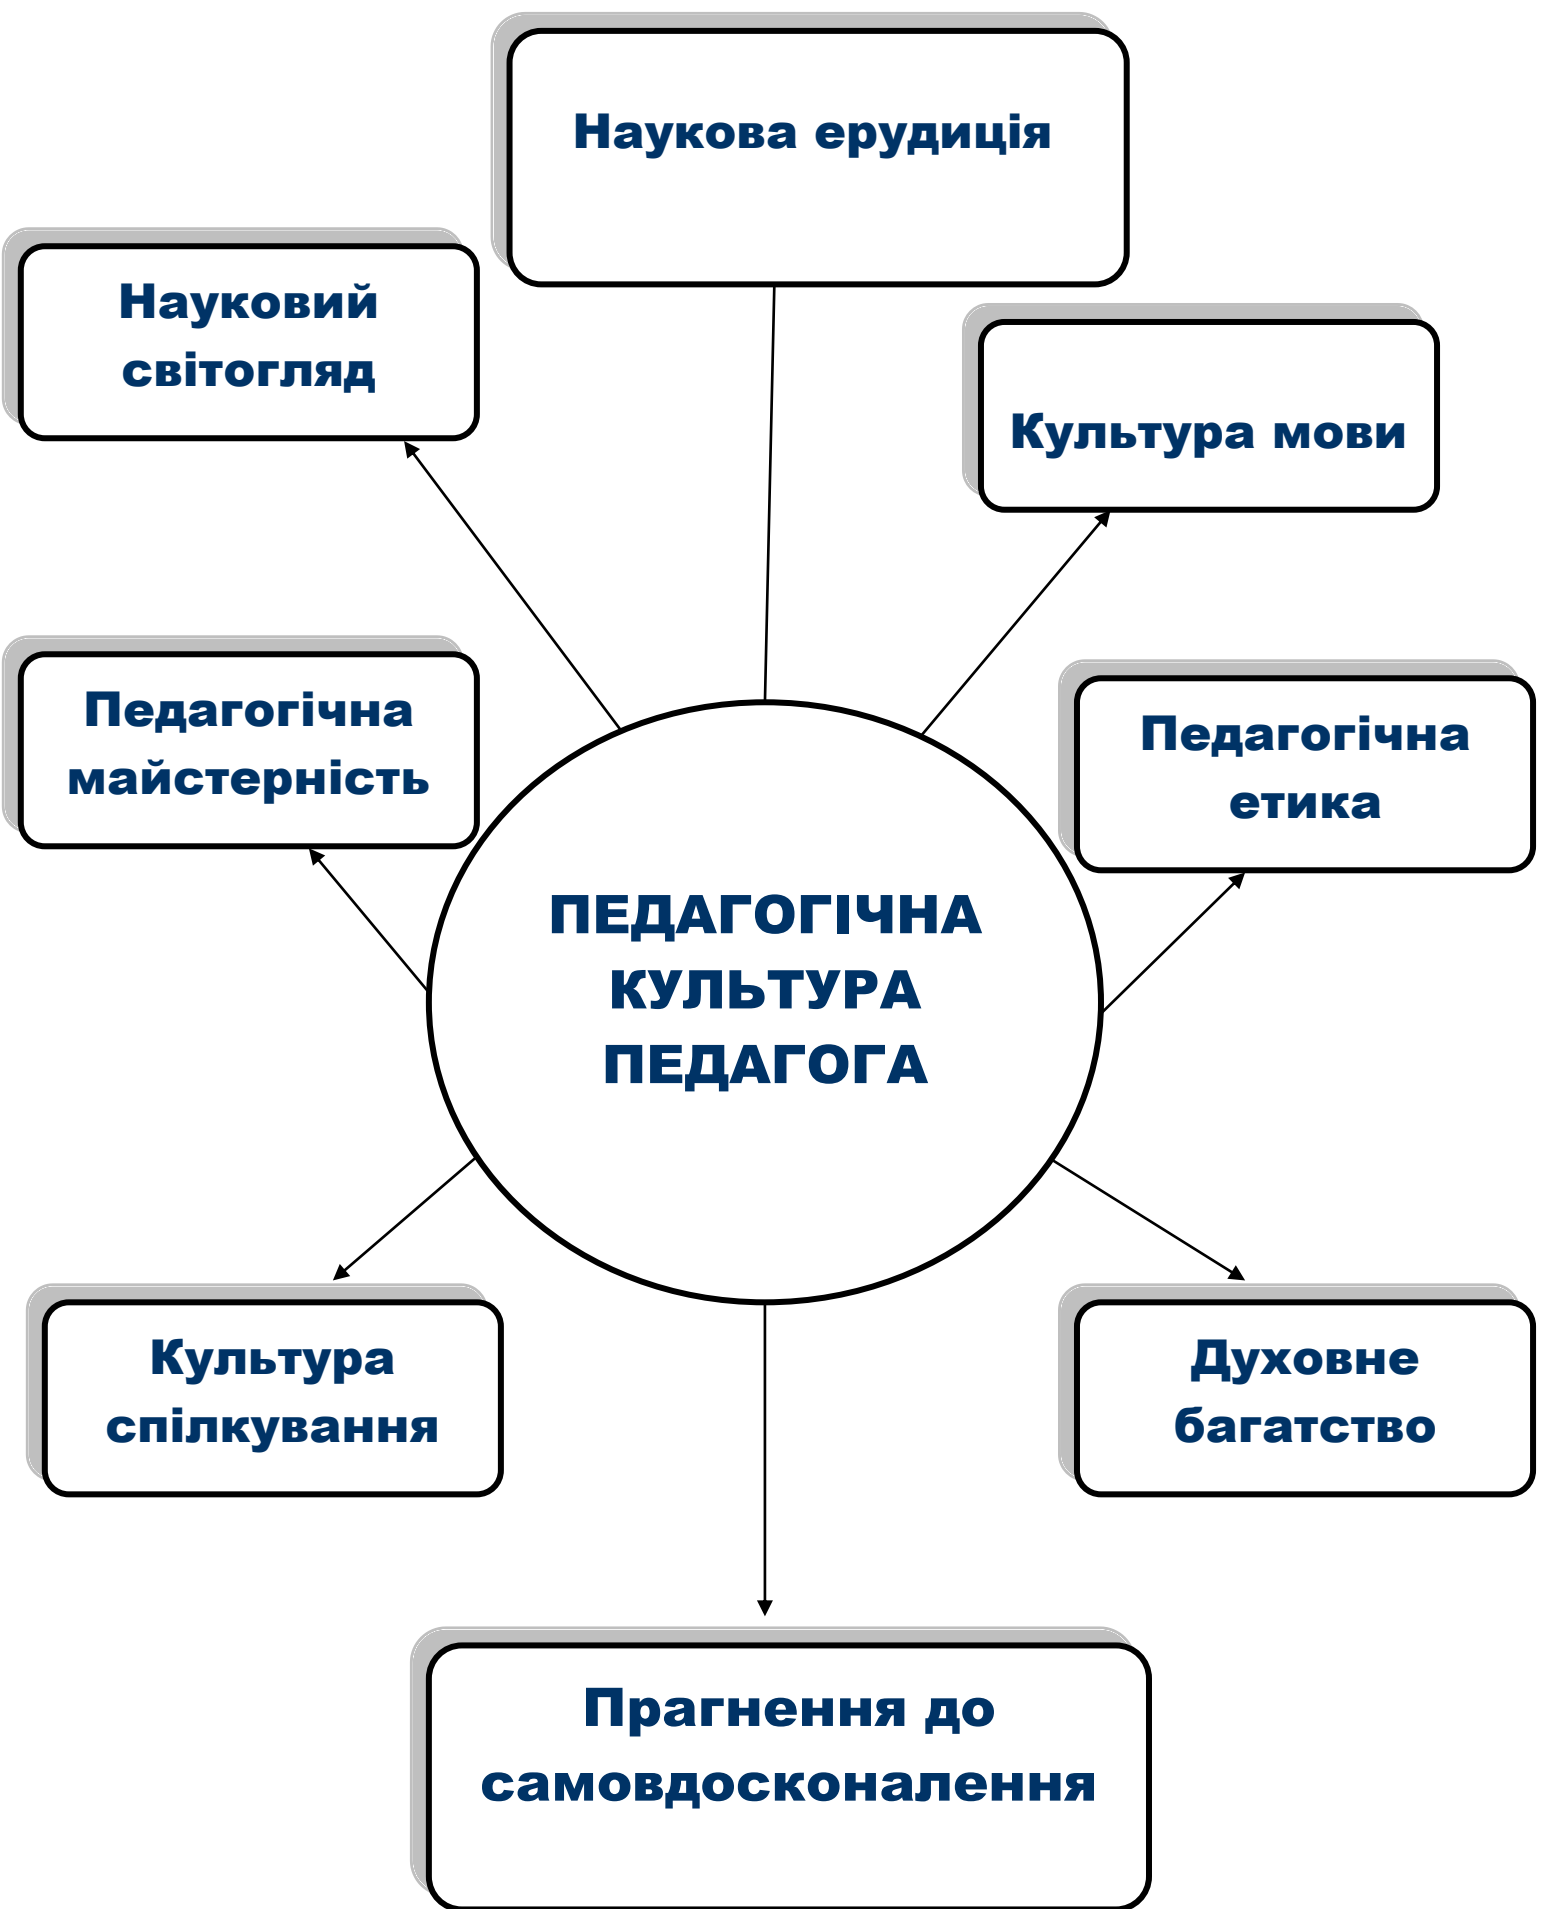 Наукова ерудиція
Науковий
світогляд
Культура мови
Педагогічна
майстерність
Педагогічна
етика
ПЕДАГОГІЧНА
КУЛЬТУРА
ПЕДАГОГА
Культура
спілкування
Духовне
багатство
Прагнення до
самовдосконалення